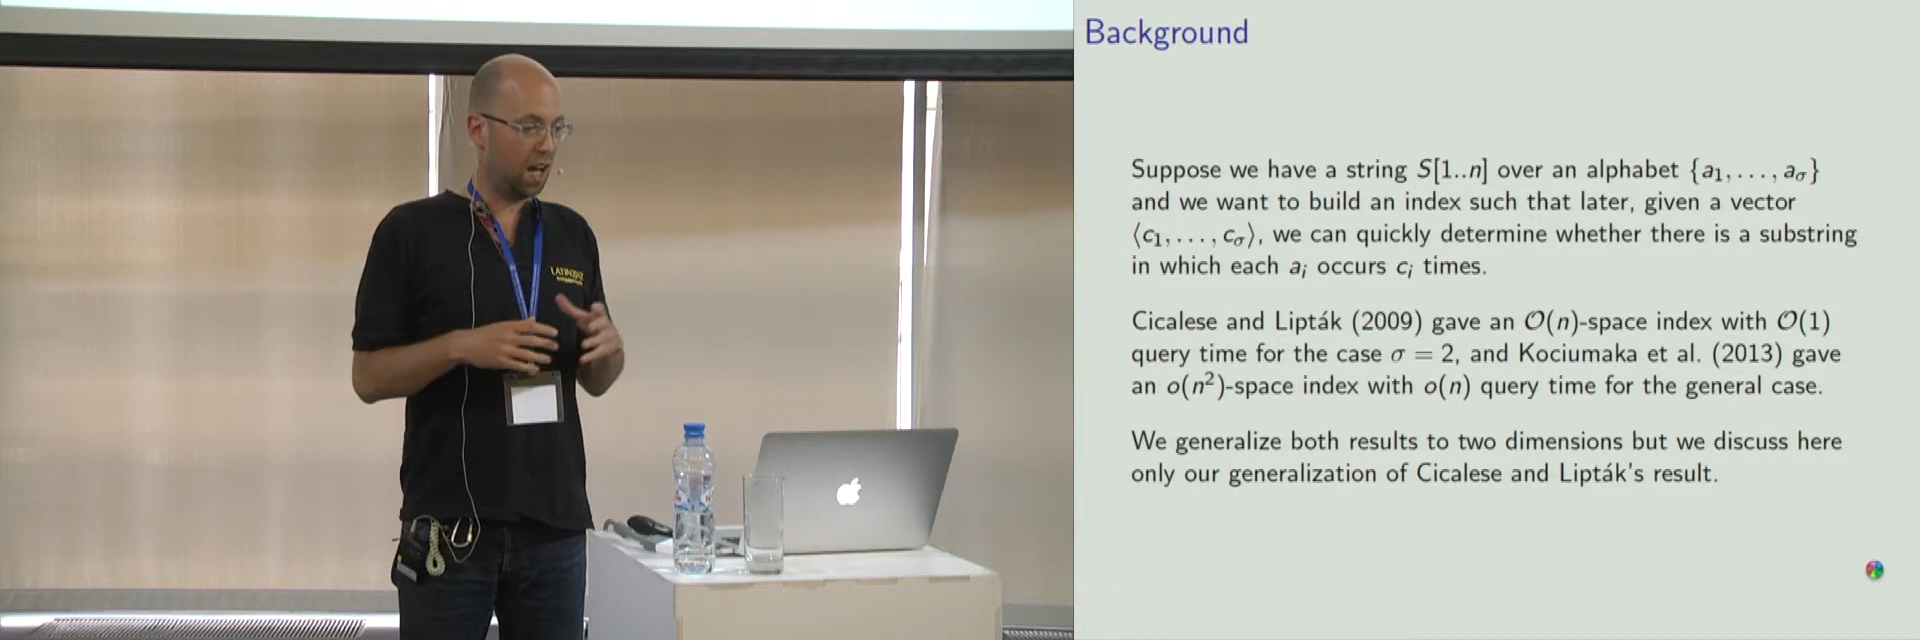 Background
Suppose we have a string S[1..n] over an alphabet {a₁, . . . , aσ}
and we want to build an index such that later, given a vector
⟨c₁, . . . , cσ⟩, we can quickly determine whether there is a substring
in which each aᵢ occurs cᵢ times.
Cicalese and Lipták (2009) gave an O(n)-space index with O(1)
query time for the case σ = 2, and Kociumaka et al. (2013) gave
an o(n²)-space index with o(n) query time for the general case.
We generalize both results to two dimensions but we discuss here
only our generalization of Cicalese and Lipták's result.